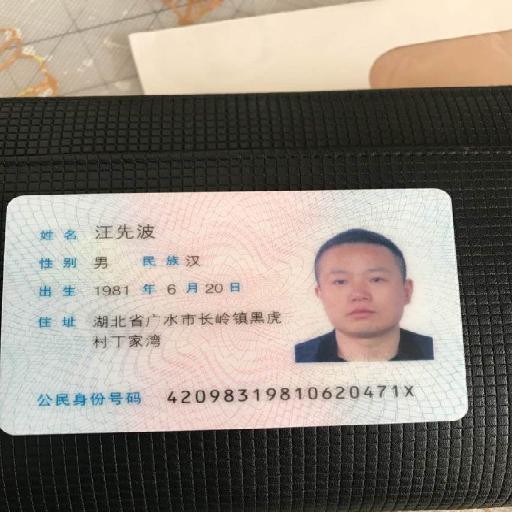 姓名 汪先波
性别 男 民族 汉
出生 1981 年 6 月 20 日
住址 湖北省广水市长岭镇黑虎
村丁家湾
公民身份号码 42098319810620471X